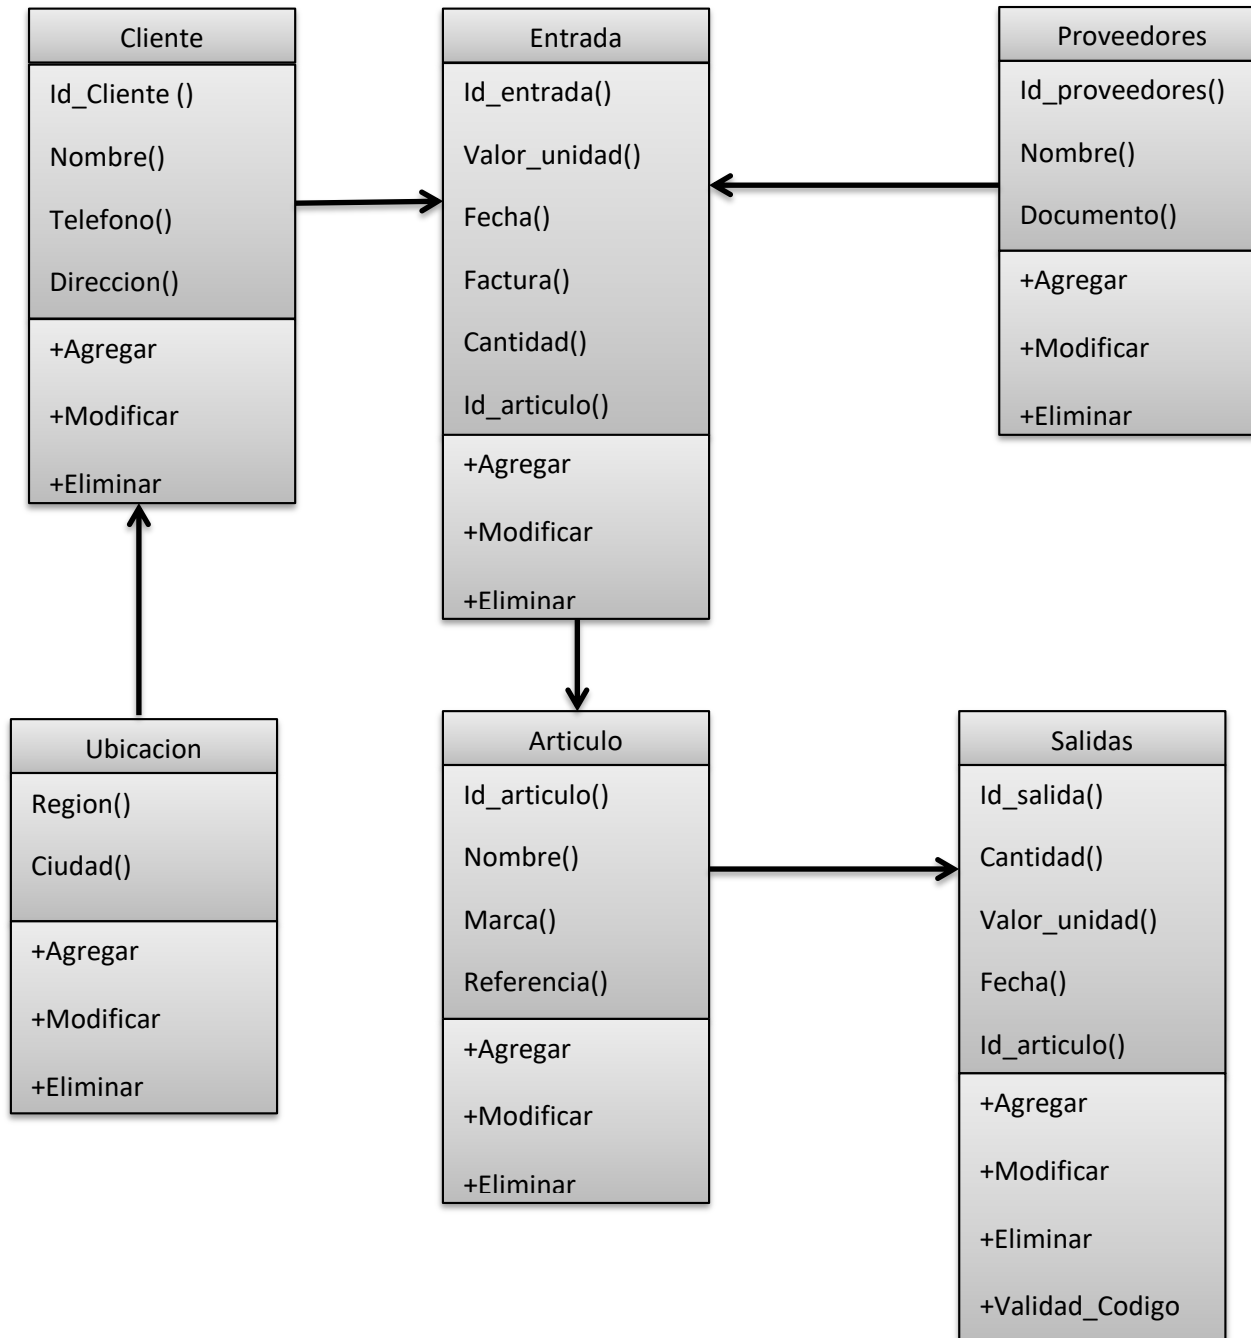 Cliente
Id_Cliente ()
Nombre()
Telefono()
Direccion()
+Agregar
+Modificar
+Eliminar
Entrada
Id_entrada()
Valor_unidad()
Fecha()
Factura()
Cantidad()
Id_articulo()
+Agregar
+Modificar
+Eliminar
Proveedores
Id_proveedores()
Nombre()
Documento()
+Agregar
+Modificar
+Eliminar
Ubicacion
Region()
Ciudad()
+Agregar
+Modificar
+Eliminar
Articulo
Id_articulo()
Nombre()
Marca()
Referencia()
+Agregar
+Modificar
+Eliminar
Salidas
Id_salida()
Cantidad()
Valor_unidad()
Fecha()
Id_articulo()
+Agregar
+Modificar
+Eliminar
+Validad_Codigo